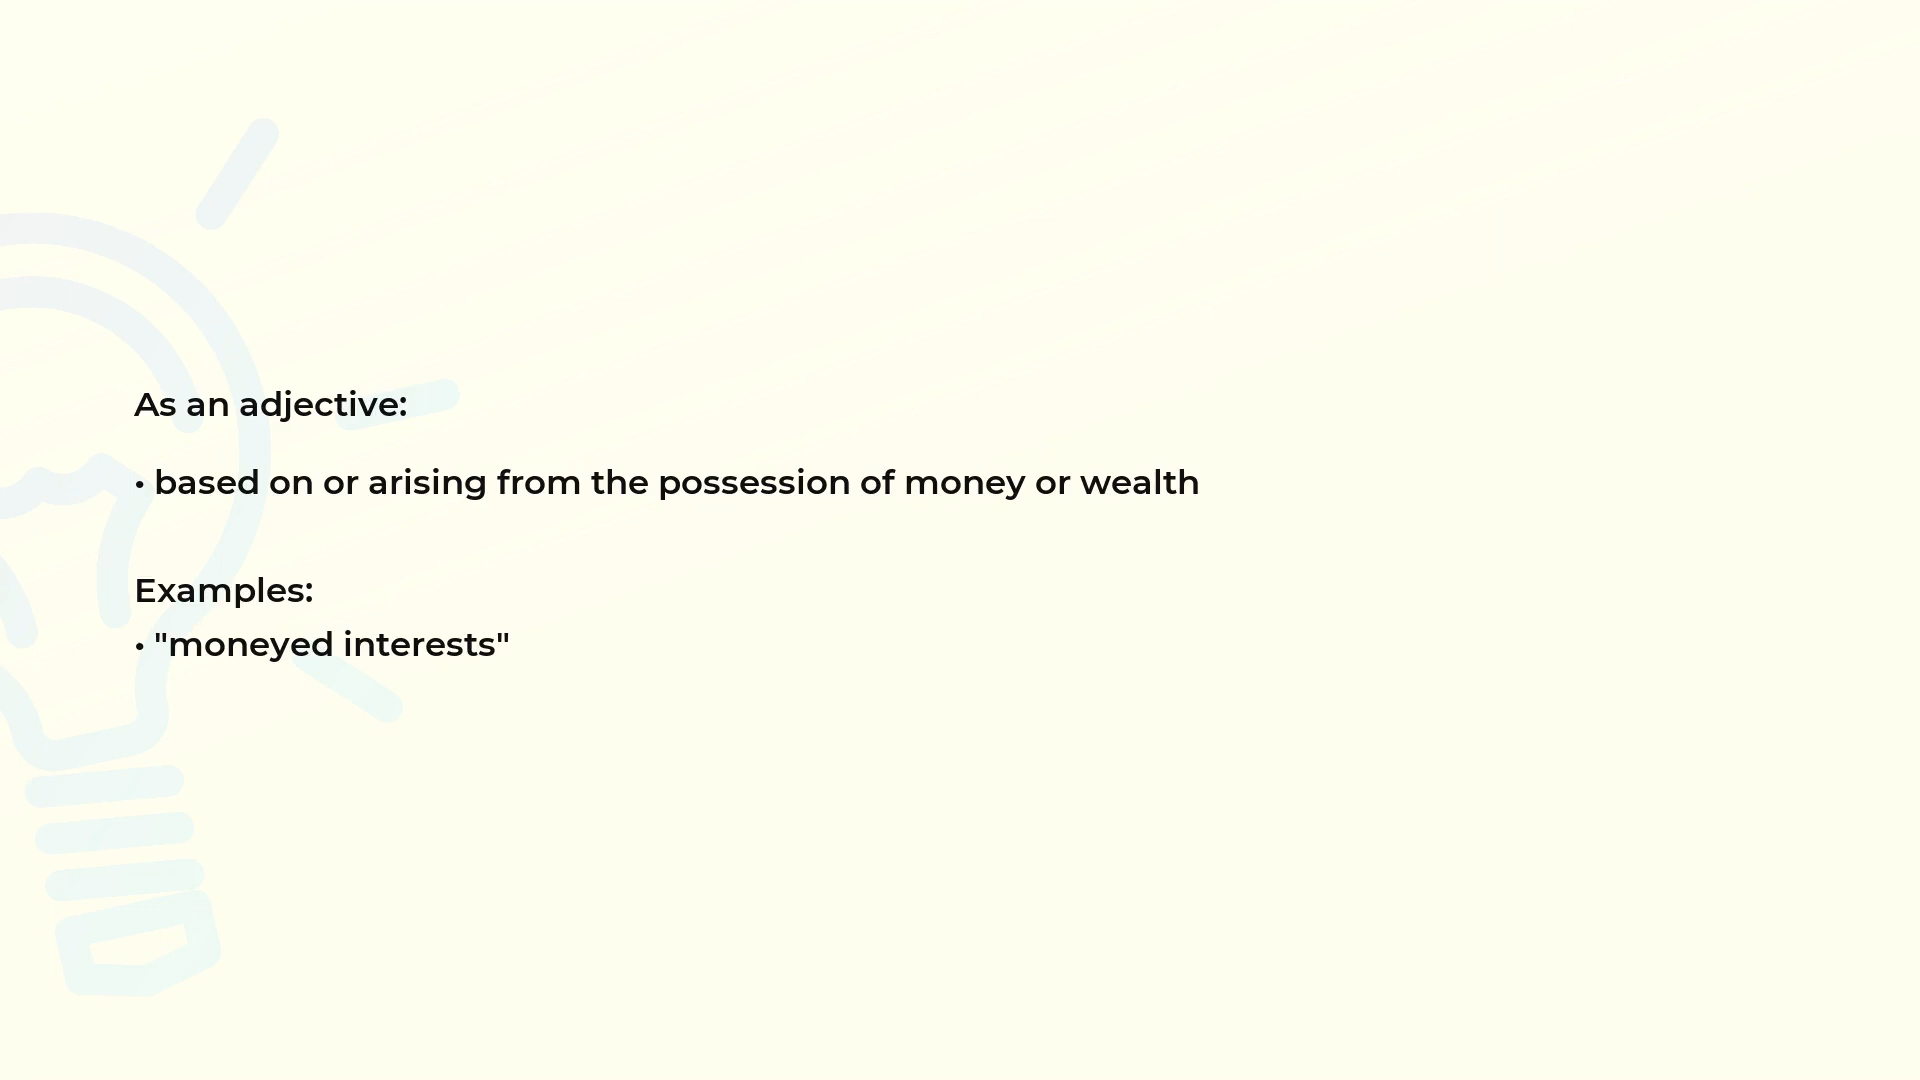 As an adjective:
• based on or arising from the possession of money or wealth
Examples:
• "moneyed interests"